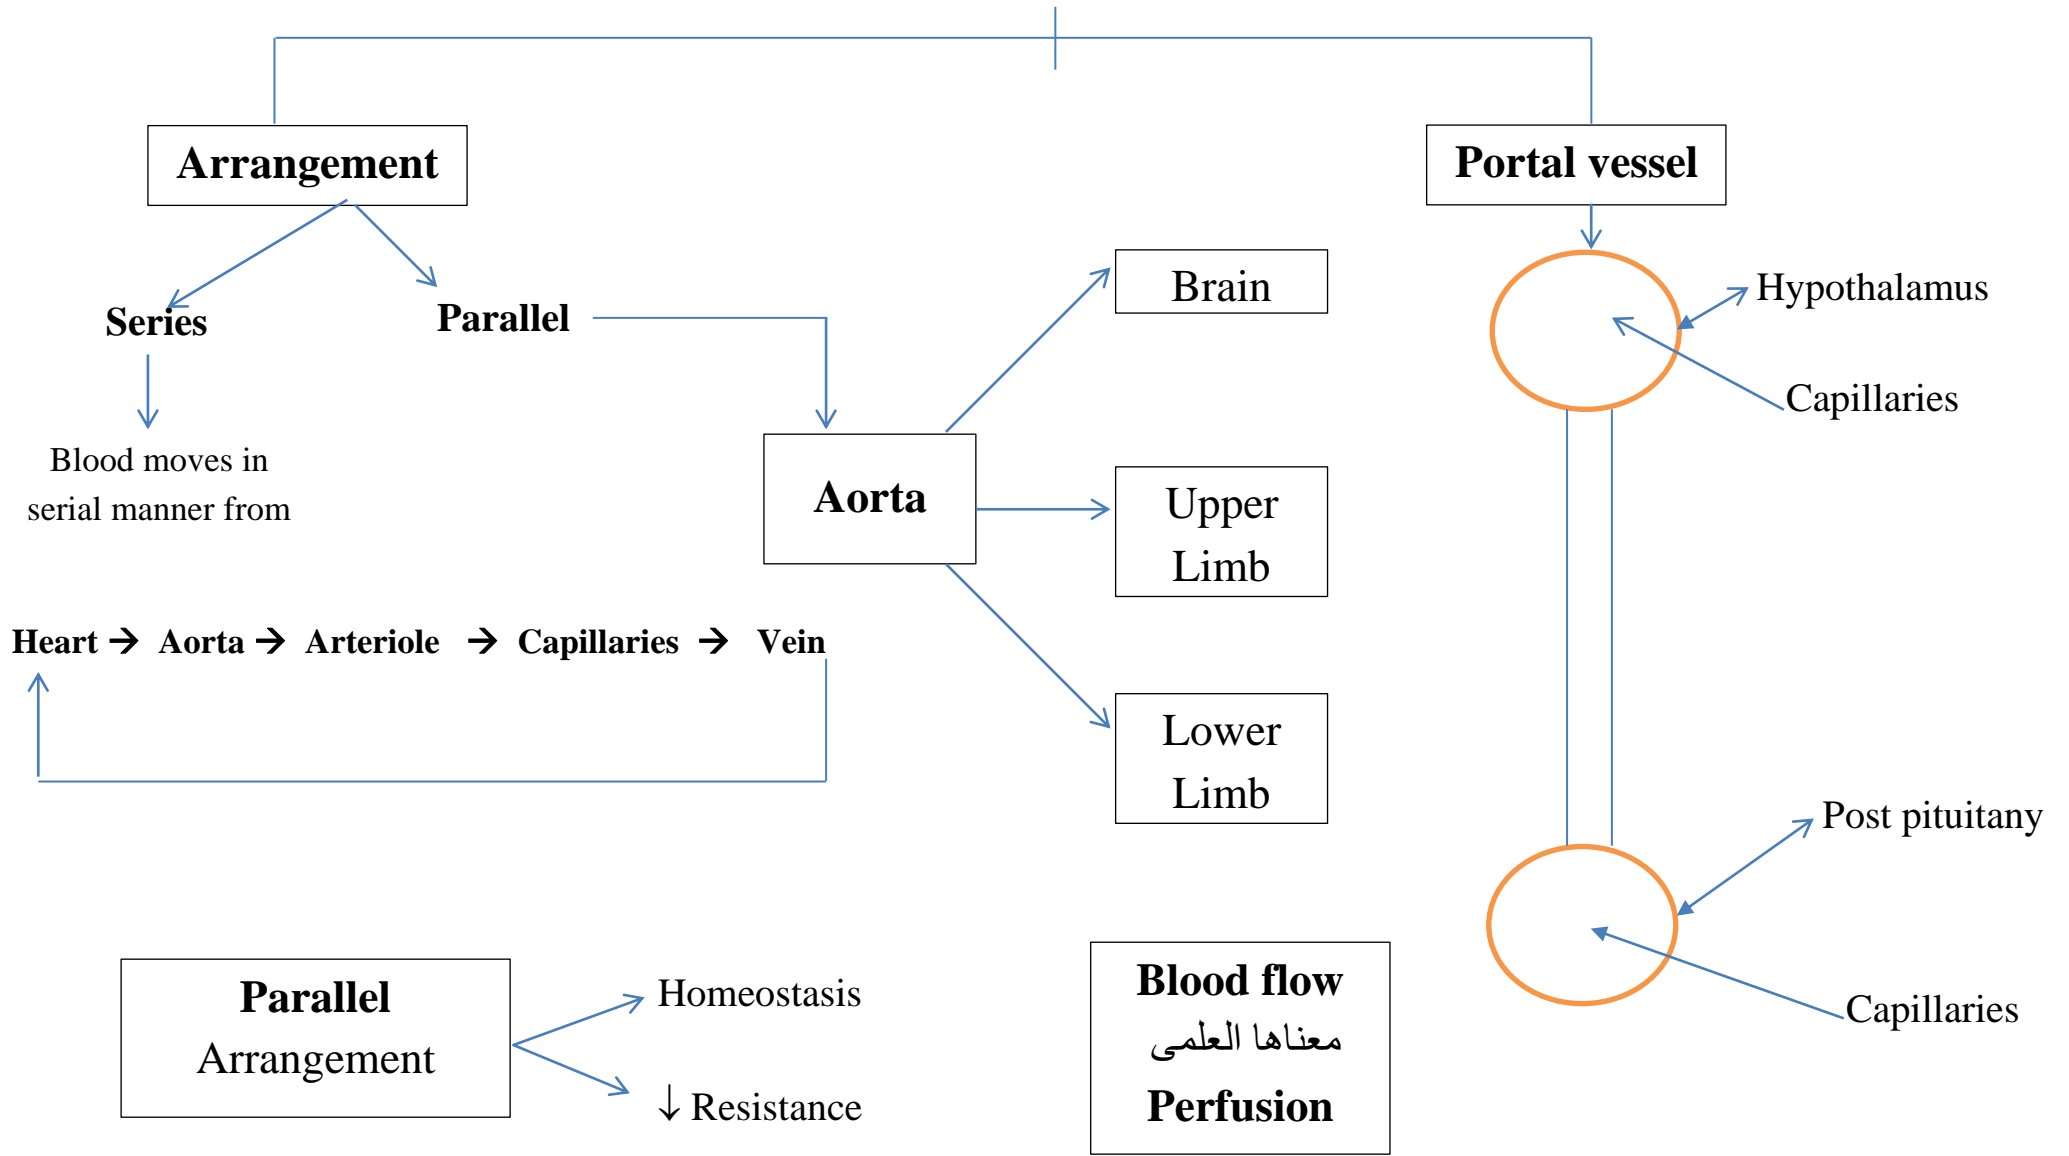 Arrangement
Portal vessel
Series
Parallel
Blood moves in
serial manner from
Aorta
Brain
Upper
Limb
Lower
Limb
Hypothalamus
Capillaries
Heart → Aorta → Arteriole → Capillaries → Vein
Post pituitany
Capillaries
Parallel
Arrangement
Homeostasis
↓ Resistance
Blood flow
معناها العلمى
Perfusion